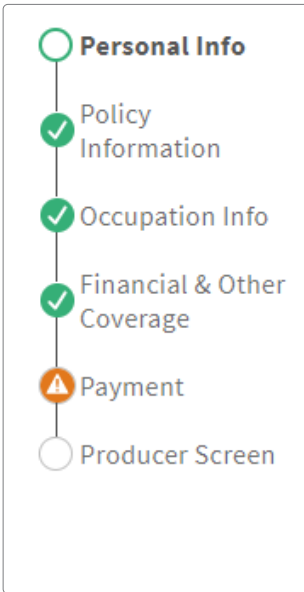 Personal Info
Policy
Information
Occupation Info
Financial & Other
Coverage
Payment
Producer Screen